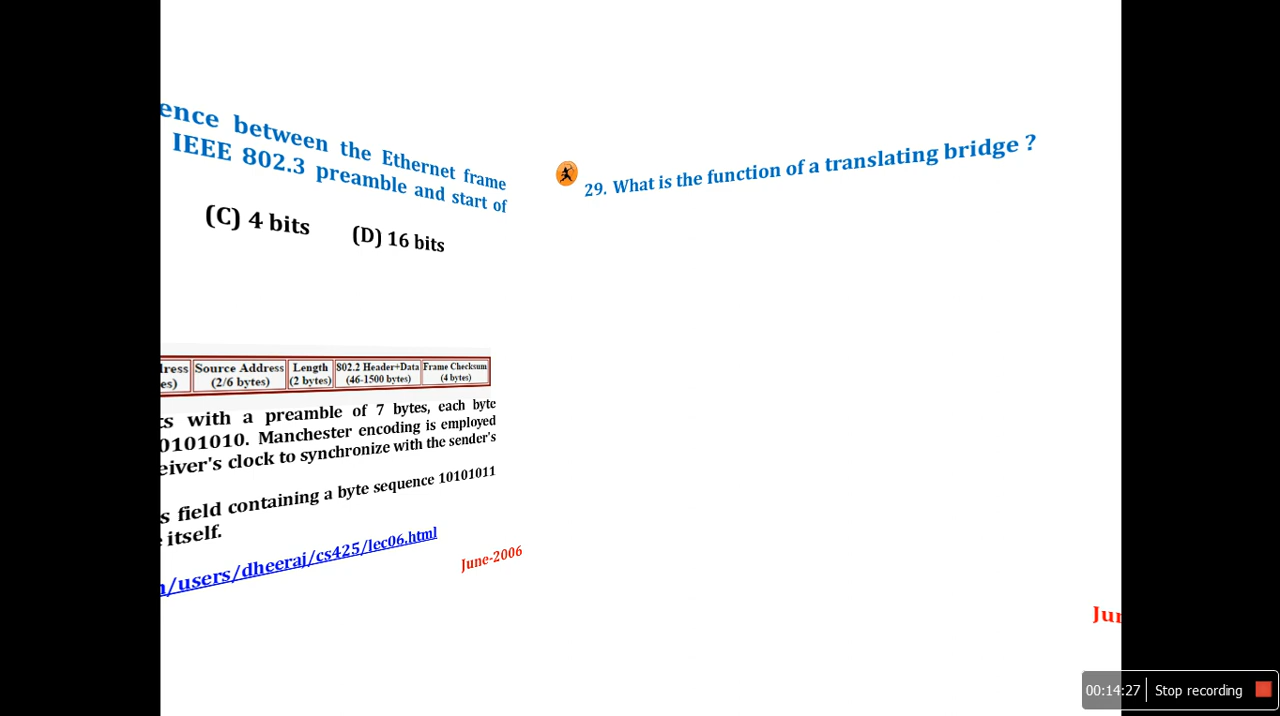 ence between the Ethernet frame
IEEE 802.3 preamble and start of
(C) 4 bits (D) 16 bits
Source Address Length 802.2 Header+Data Frame Checksum
(2/6 bytes) (2 bytes) (46-1500 bytes) (4 bytes)
with a preamble of 7 bytes, each byte
0101010. Manchester encoding is employed
eiver's clock to synchronize with the sender's
s field containing a byte sequence 10101011
itself.
/users/dheeraj/cs425/lec06.html
June-2006
29. What is the function of a translating bridge ?
Jun
00:14:27 Stop recording